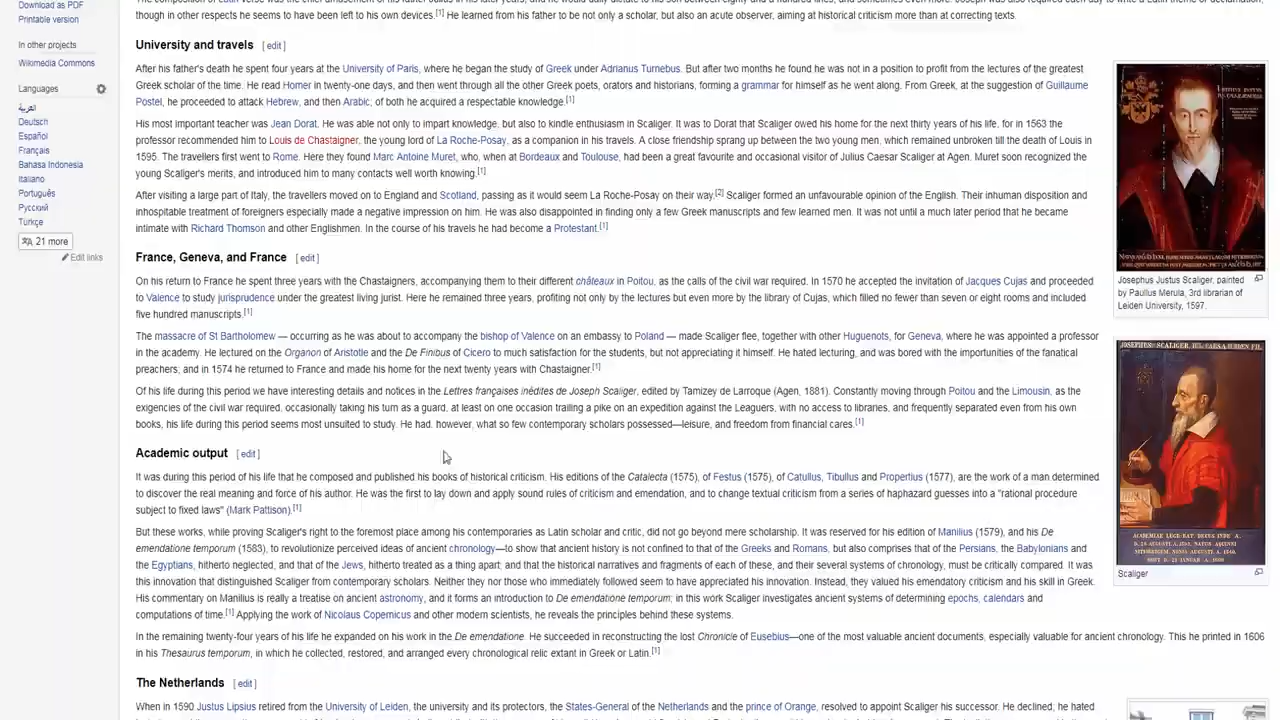 Download as PDF
Printable version
In other projects
Wikimedia Commons
Languages
العربية
Deutsch
Español
Français
Bahasa Indonesia
Italiano
Português
Русский
Türkçe
21 more
Edit links
though in other respects he seems to have been left to his own devices.[1] He learned from his father to be not only a scholar, but also an acute observer, aiming at historical criticism more than at correcting texts.
University and travels [ edit ]
After his father's death he spent four years at the University of Paris, where he began the study of Greek under Adrianus Turnebus. But after two months he found he was not in a position to profit from the lectures of the greatest
Greek scholar of the time. He read Homer in twenty-one days, and then went through all the other Greek poets, orators and historians, forming a grammar for himself as he went along. From Greek, at the suggestion of Guillaume
Postel, he proceeded to attack Hebrew, and then Arabic; of both he acquired a respectable knowledge.[1]
His most important teacher was Jean Dorat. He was able not only to impart knowledge, but also to kindle enthusiasm in Scaliger. It was to Dorat that Scaliger owed his home for the next thirty years of his life, for in 1563 the
professor recommended him to Louis de Chastaigner, the young lord of La Roche-Posay, as a companion in his travels. A close friendship sprang up between the two young men, which remained unbroken till the death of Louis in
1595. The travellers first went to Rome. Here they found Marc Antoine Muret, who, when at Bordeaux and Toulouse, had been a great favourite and occasional visitor of Julius Caesar Scaliger at Agen. Muret soon recognized the
young Scaliger's merits, and introduced him to many contacts well worth knowing.[1]
After visiting a large part of Italy, the travellers moved on to England and Scotland, passing as it would seem La Roche-Posay on their way.[2] Scaliger formed an unfavourable opinion of the English. Their inhuman disposition and
inhospitable treatment of foreigners especially made a negative impression on him. He was also disappointed in finding only a few Greek manuscripts and few learned men. It was not until a much later period that he became
intimate with Richard Thomson and other Englishmen. In the course of his travels he had become a Protestant.[1]
France, Geneva, and France [ edit ]
On his return to France he spent three years with the Chastaigners, accompanying them to their different châteaux in Poitou, as the calls of the civil war required. In 1570 he accepted the invitation of Jacques Cujas and proceeded
to Valence to study jurisprudence under the greatest living jurist. Here he remained three years, profiting not only by the lectures but even more by the library of Cujas, which filled no fewer than seven or eight rooms and included
five hundred manuscripts.[1]
The massacre of St Bartholomew — occurring as he was about to accompany the bishop of Valence on an embassy to Poland — made Scaliger flee, together with other Huguenots, for Geneva, where he was appointed a professor
in the academy. He lectured on the Organon of Aristotle and the De Finibus of Cicero to much satisfaction for the students, but not appreciating it himself. He hated lecturing, and was bored with the importunities of the fanatical
preachers; and in 1574 he returned to France and made his home for the next twenty years with Chastaigner.[1]
Of his life during this period we have interesting details and notices in the Lettres françaises inédites de Joseph Scaliger, edited by Tamizey de Larroque (Agen, 1881). Constantly moving through Poitou and the Limousin, as the
exigencies of the civil war required, occasionally taking his turn as a guard, at least on one occasion trailing a pike on an expedition against the Leaguers, with no access to libraries, and frequently separated even from his own
books, his life during this period seems most unsuited to study. He had, however, what so few contemporary scholars possessed—leisure, and freedom from financial cares.[1]
Academic output [ edit ]
It was during this period of his life that he composed and published his books of historical criticism. His editions of the Catalecta (1575), of Festus (1575), of Catullus, Tibullus and Propertius (1577), are the work of a man determined
to discover the real meaning and force of his author. He was the first to lay down and apply sound rules of criticism and emendation, and to change textual criticism from a series of haphazard guesses into a "rational procedure
subject to fixed laws" (Mark Pattison).[1]
But these works, while proving Scaliger's right to the foremost place among his contemporaries as Latin scholar and critic, did not go beyond mere scholarship. It was reserved for his edition of Manilius (1579), and his De
emendatione temporum (1583), to revolutionize perceived ideas of ancient chronology—to show that ancient history is not confined to that of the Greeks and Romans, but also comprises that of the Persians, the Babylonians and
the Egyptians, hitherto neglected, and that of the Jews, hitherto treated as a thing apart; and that the historical narratives and fragments of each of these, and their several systems of chronology, must be critically compared. It was
this innovation that distinguished Scaliger from contemporary scholars. Neither they nor those who immediately followed seem to have appreciated his innovation. Instead, they valued his emendatory criticism and his skill in Greek.
His commentary on Manilius is really a treatise on ancient astronomy, and it forms an introduction to De emendatione temporum; in this work Scaliger investigates ancient systems of determining epochs, calendars and
computations of time.[1] Applying the work of Nicolaus Copernicus and other modern scientists, he reveals the principles behind these systems.
In the remaining twenty-four years of his life he expanded on his work in the De emendatione. He succeeded in reconstructing the lost Chronicle of Eusebius—one of the most valuable ancient documents, especially valuable for ancient chronology. This he printed in 1606
in his Thesaurus temporum, in which he collected, restored, and arranged every chronological relic extant in Greek or Latin.[1]
The Netherlands [ edit ]
When in 1590 Justus Lipsius retired from the University of Leiden, the university and its protectors, the States-General of the Netherlands and the prince of Orange, resolved to appoint Scaliger his successor. He declined; he hated
Josephus Justus Scaliger, painted
by Paullus Merula, 3rd librarian of
Leiden University, 1597.
Scaliger